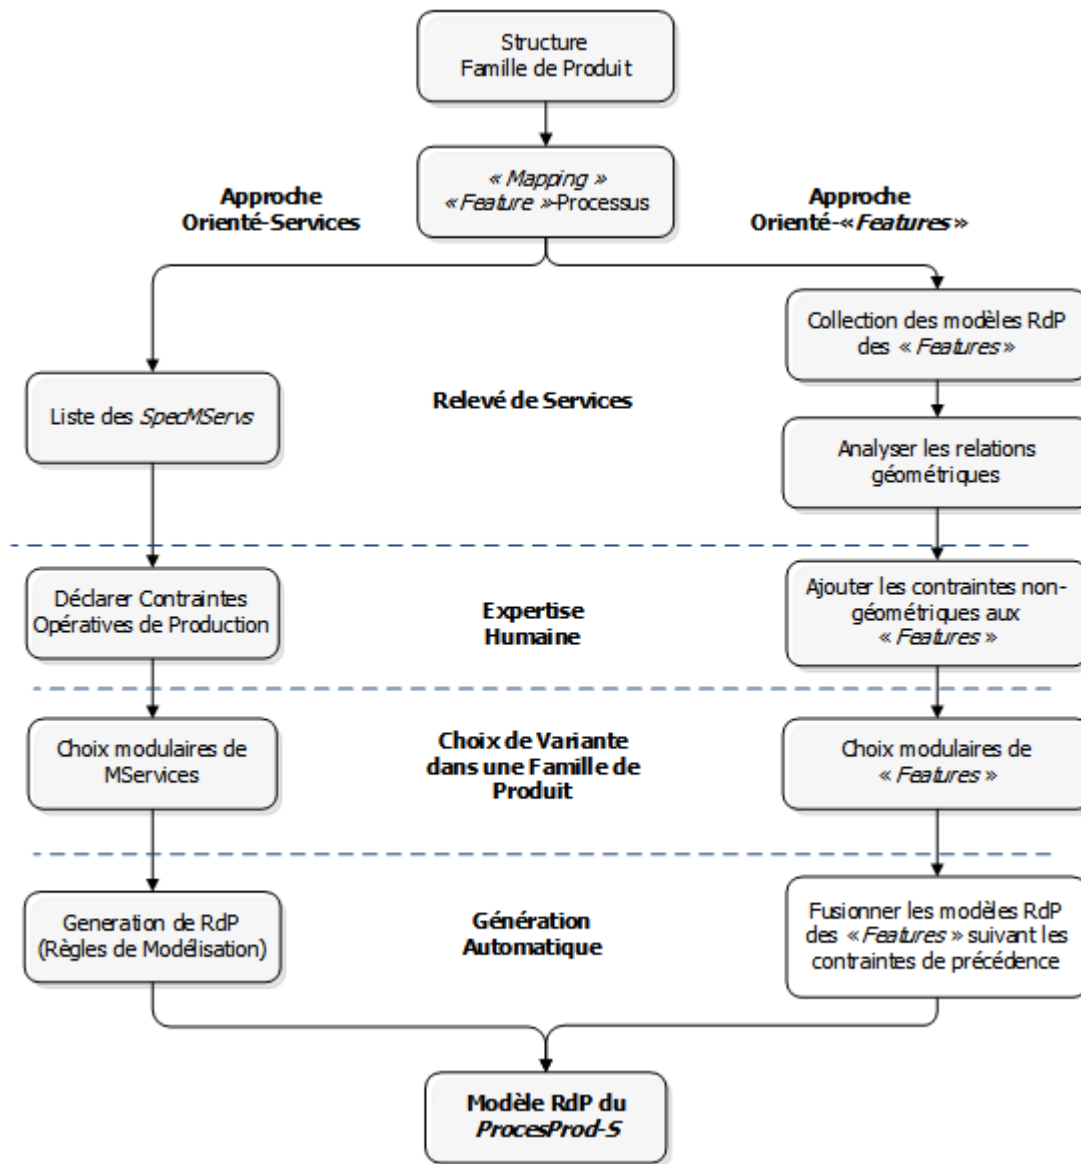 Structure
Famille de Produit
« Mapping »
« Feature »-Processus
Approche
Orienté-Services
Approche
Orienté-«Features»
Collection des modèles RdP
des « Features »
Liste des SpecMServs
Relevé de Services
Analyser les relations
géométriques
Déclarer Contraintes
Opératives de Production
Expertise
Humaine
Ajouter les contraintes non-
géométriques aux
« Features »
Choix modulaires de
MServices
Choix de Variante
dans une Famille de
Produit
Choix modulaires de
« Features »
Generation de RdP
(Règles de Modélisation)
Génération
Automatique
Fusionner les modèles RdP
des «Features» suivant les
contraintes de précédence
Modèle RdP du
ProcesProd-S